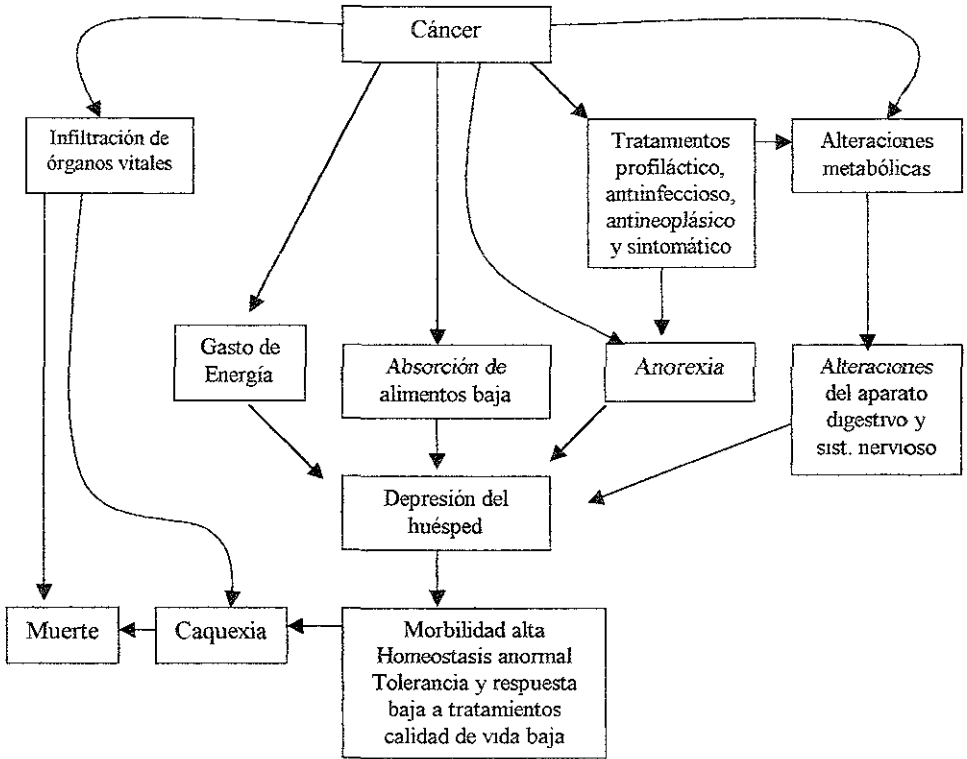 Cáncer
Infiltración de
órganos vitales
Tratamientos
profiláctico,
antiinfeccioso,
antineoplásico
y sintomático
Alteraciones
metabólicas
Gasto de
Energía
Absorción de
alimentos baja
Anorexia
Alteraciones
del aparato
digestivo y
sist. nervioso
Depresión del
huésped
Muerte
Caquexia
Morbilidad alta
Homeostasis anormal
Tolerancia y respuesta
baja a tratamientos
calidad de vida baja